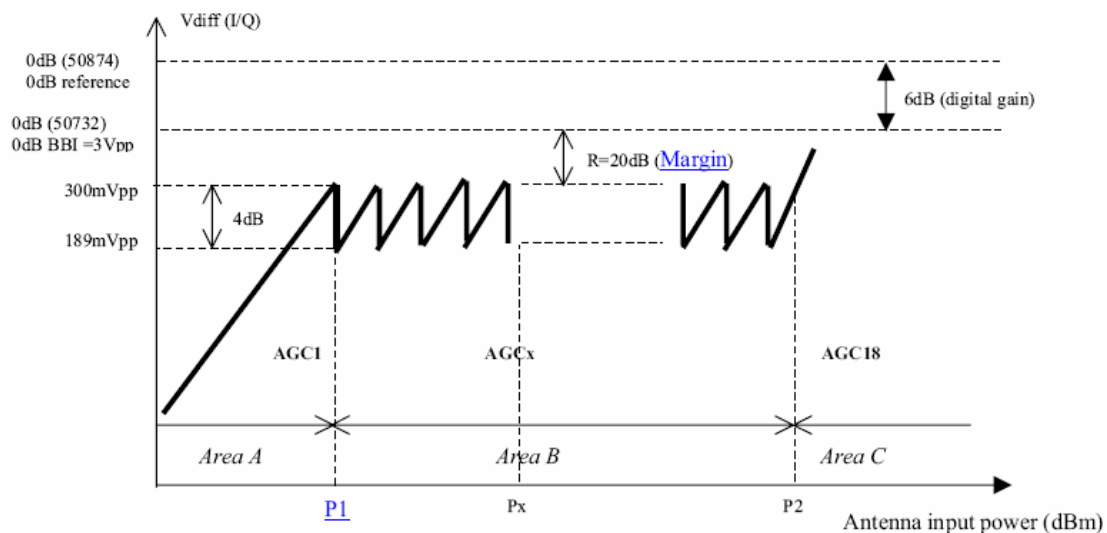 Vdiff (I/Q)
0dB (50874)
0dB reference
6dB (digital gain)
0dB (50732)
0dB BBI =3Vpp
R=20dB (Margin)
300mVpp
4dB
189mVpp
AGC1
AGCx
AGC18
Area A
Area B
Area C
P1
Px
P2
Antenna input power (dBm)